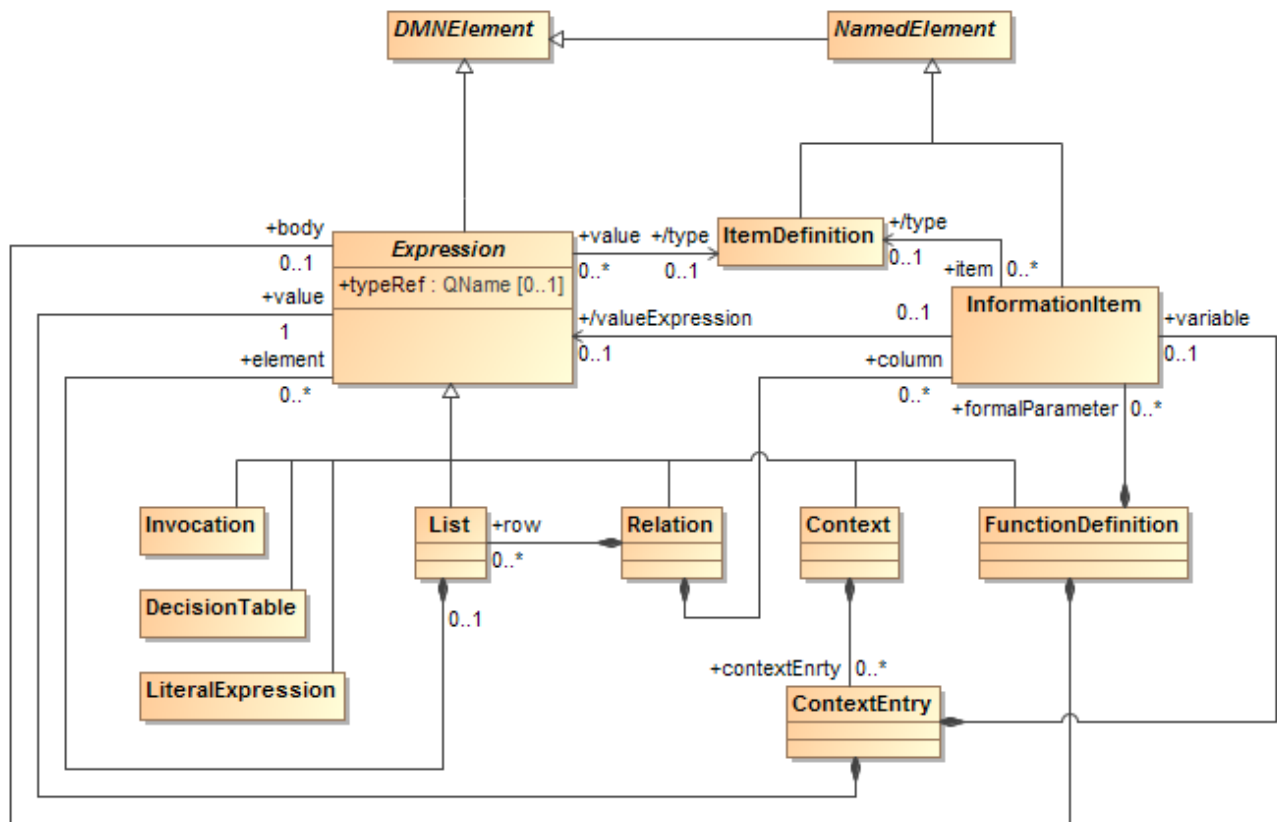 DMNElement
NamedElement
+body
0..1
+value
1
+element
0..*
Expression
+typeRef : QName [0..1]
+value
0..*
+/type
0..1
ItemDefinition
+/type
0..1
+item
0..*
+/valueExpression
0..1
0..1
InformationItem
+column
0..*
+variable
0..1
+formalParameter
0..*
Invocation
List
+row
0..*
Relation
Context
FunctionDefinition
DecisionTable
0..1
LiteralExpression
+contextEnrty
0..*
ContextEntry